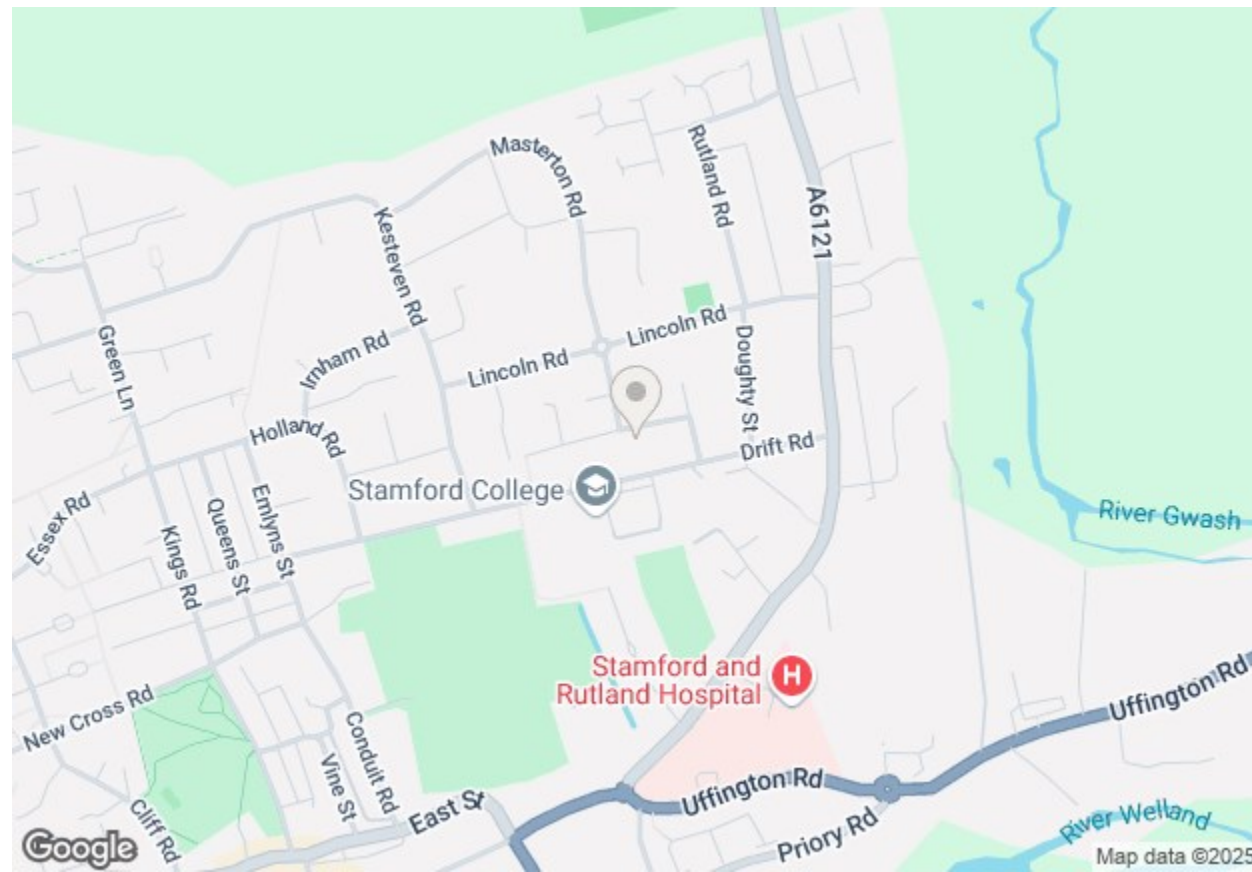 Masterton Rd
Rutland Rd
A6121
Kesteven Rd
Green Ln
Irnham Rd
Lincoln Rd
Lincoln Rd
Doughty St
Holland Rd
Drift Rd
Stamford College
Essex Rd
Queens St
Emlyns St
Kings Rd
River Gwash
Stamford and
Rutland Hospital
H
New Cross Rd
Conduit Rd
Vine St
Cliff Rd
East St
Uffington Rd
Uffington Rd
Priory Rd
River Welland
Google
Map data ©2025